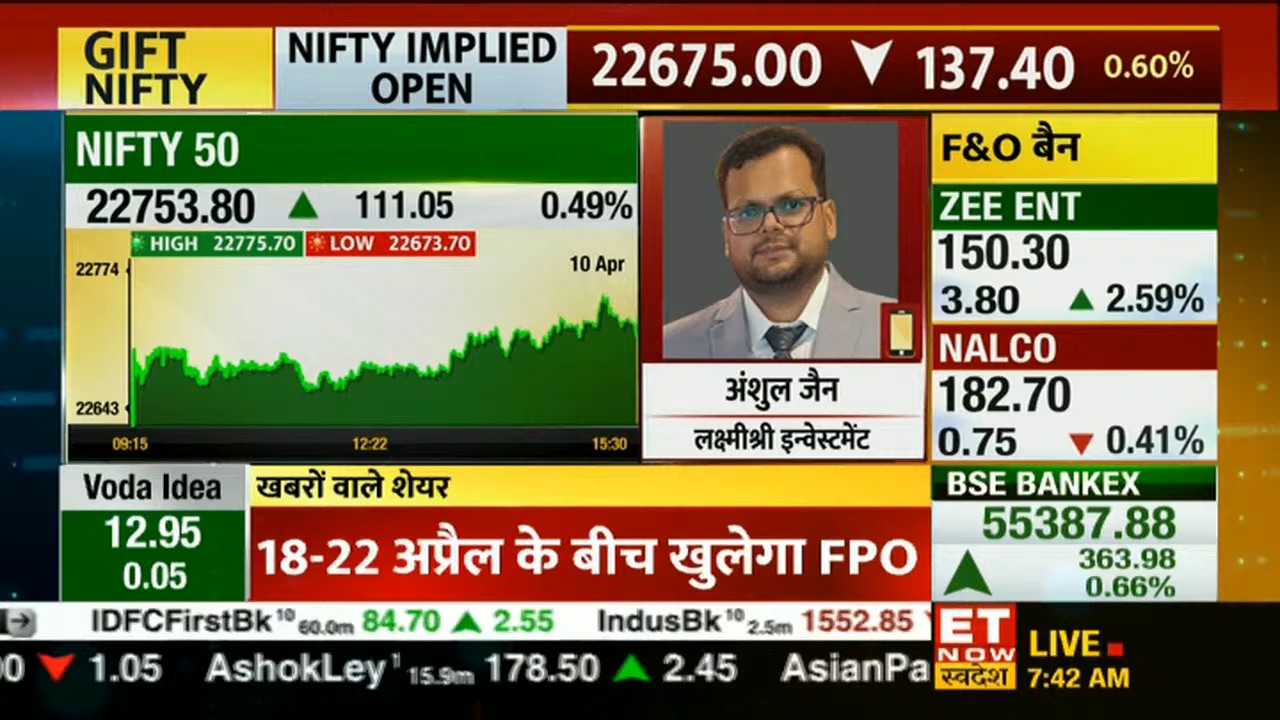 GIFT
NIFTY
NIFTY IMPLIED
OPEN
22675.00 ▼ 137.40 0.60%
NIFTY 50
22753.80 ▲ 111.05 0.49%
HIGH 22775.70 LOW 22673.70
22774
10 Apr
22643
09:15 12:22 15:30
अंशुल जैन
लक्ष्मीश्री इन्वेस्टमेंट
F&O बैन
ZEE ENT
150.30
3.80 ▲ 2.59%
NALCO
182.70
0.75 ▼ 0.41%
BSE BANKEX
55387.88
▲ 363.98
0.66%
Voda Idea
12.95
0.05
खबरों वाले शेयर
18-22 अप्रैल के बीच खुलेगा FPO
IDFCFirstBk 10 60.0m 84.70 ▲ 2.55 IndusBk 10 2.5m 1552.85
▼ 1.05 AshokLey 1 15.9m 178.50 ▲ 2.45 AsianPa
ET
NOW
स्वदेश
LIVE
7:42 AM